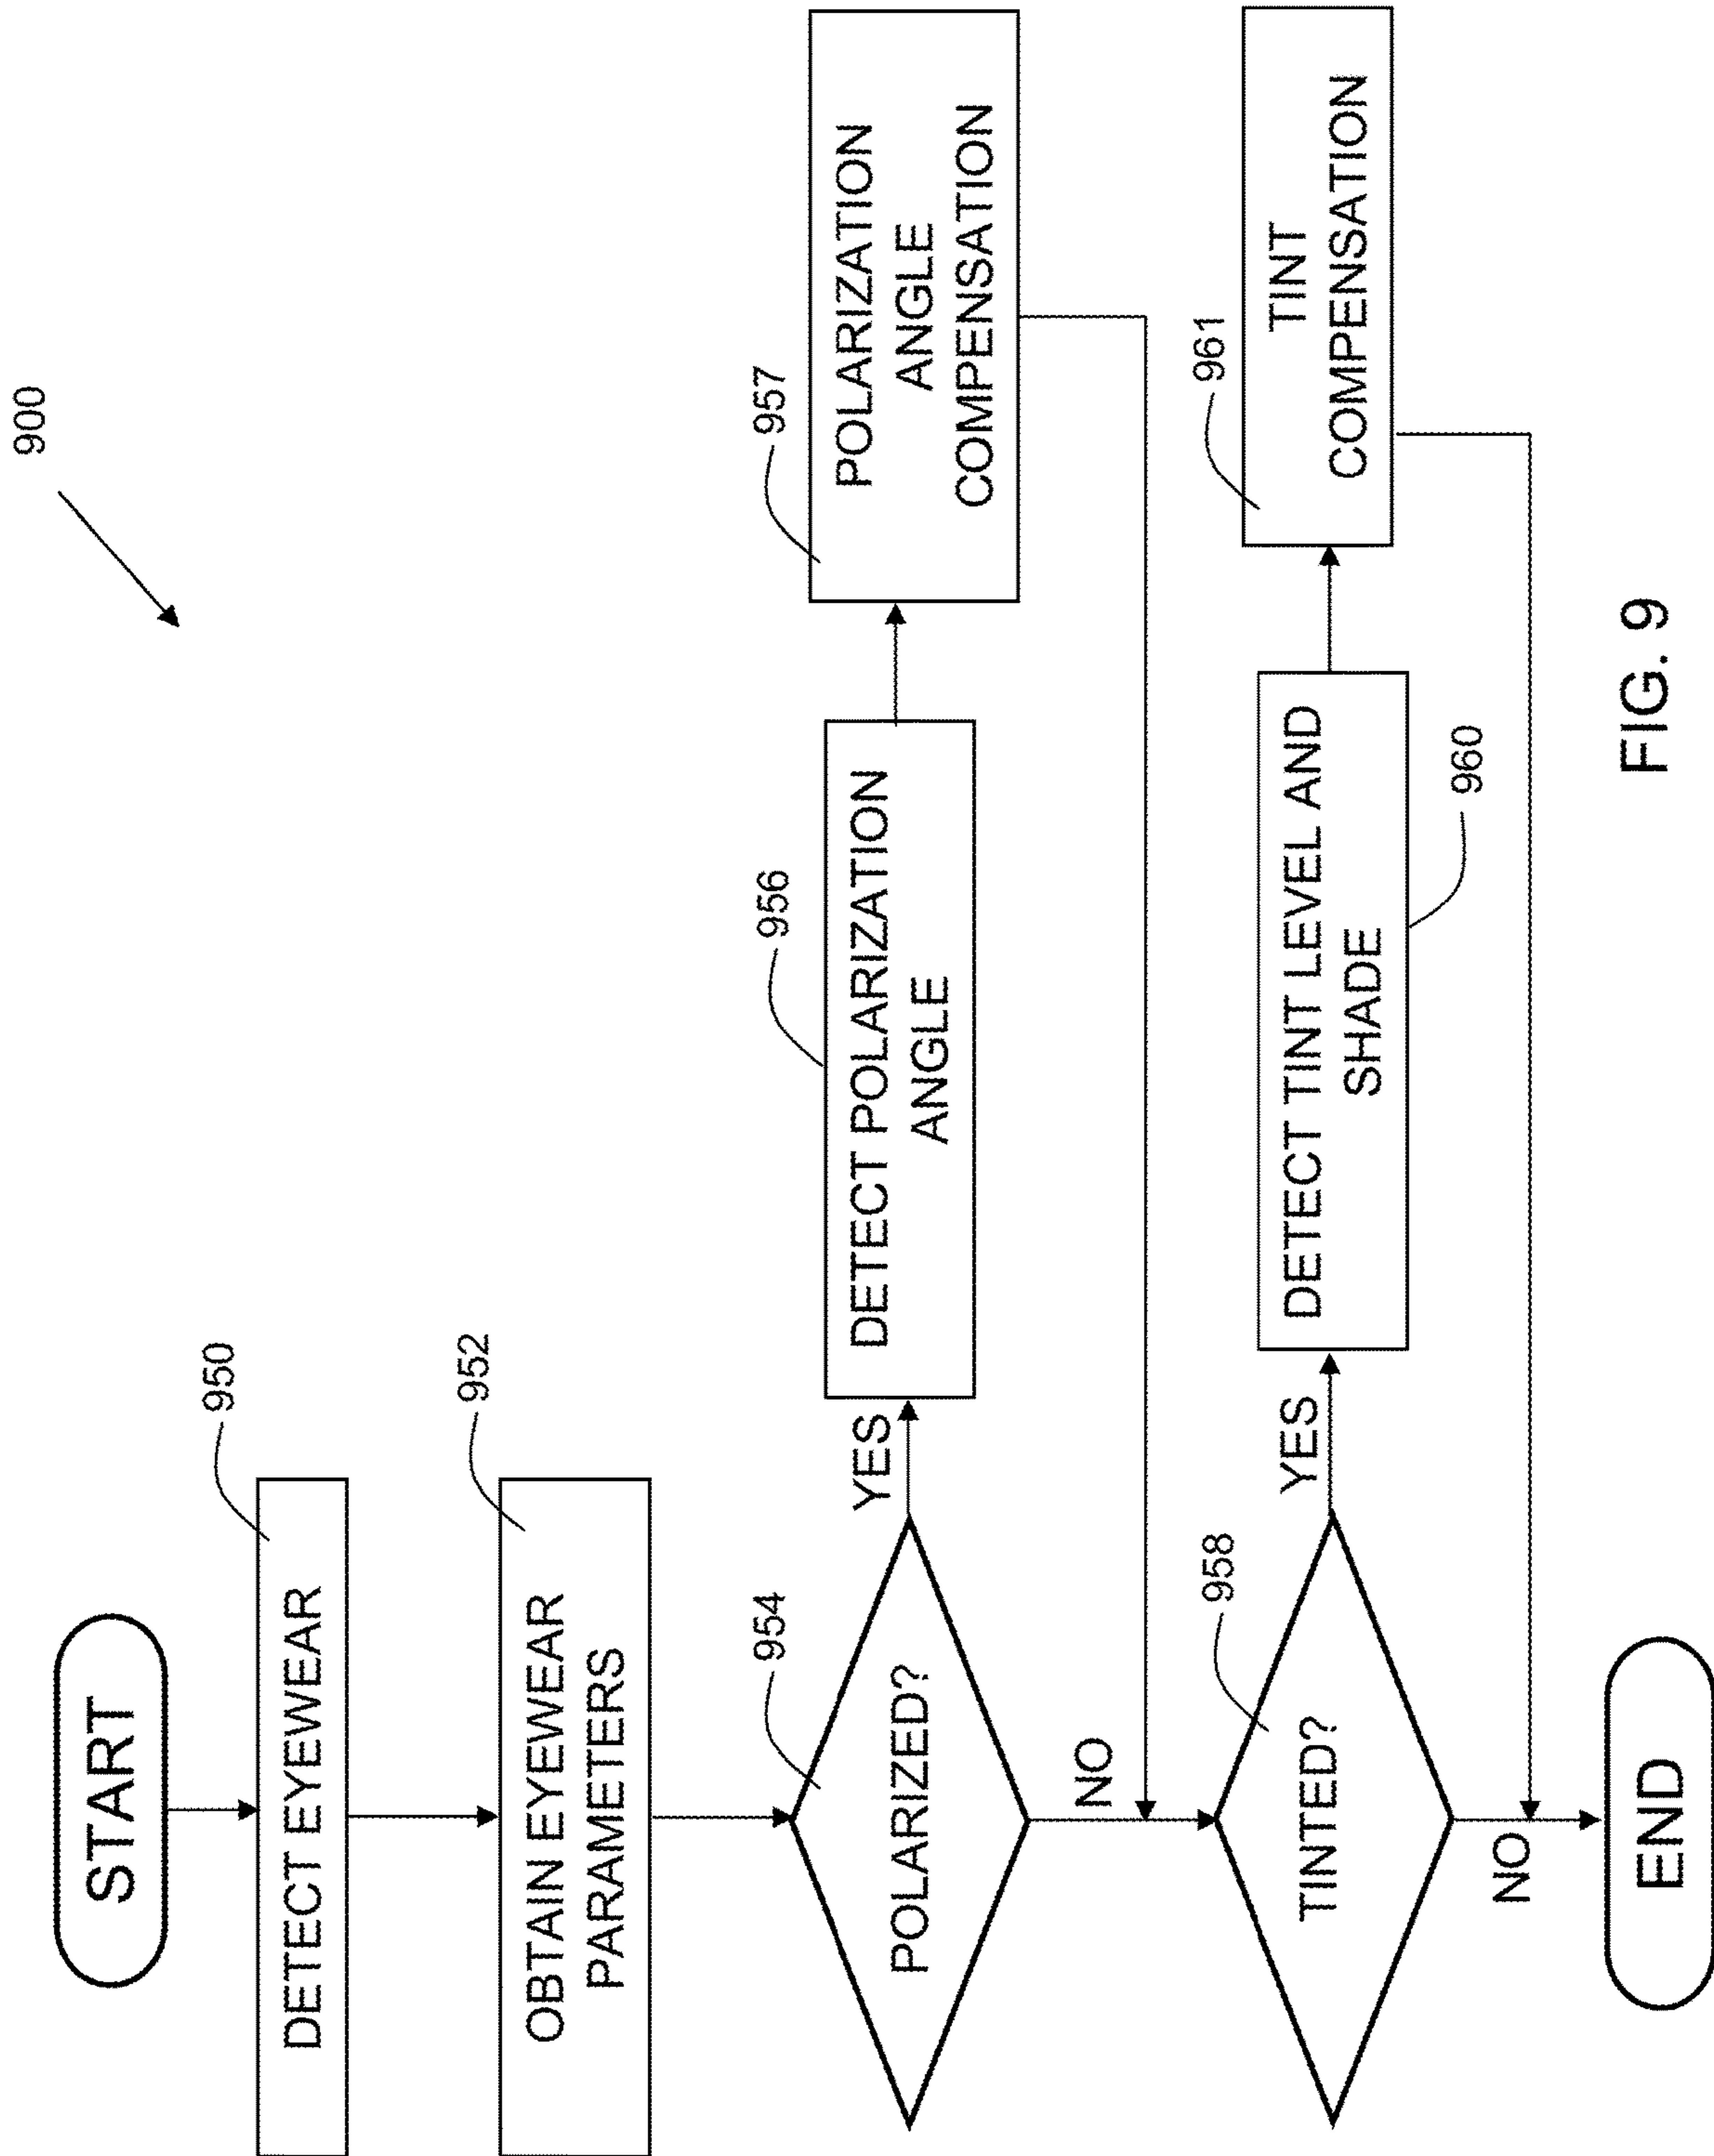 900
START
950
DETECT EYEWEAR
952
OBTAIN EYEWEAR
PARAMETERS
954
POLARIZED?
YES
956
DETECT POLARIZATION
ANGLE
957
POLARIZATION
ANGLE
COMPENSATION
NO
958
TINTED?
YES
DETECT TINT LEVEL AND
SHADE
960
961
TINT
COMPENSATION
NO
END
FIG. 9